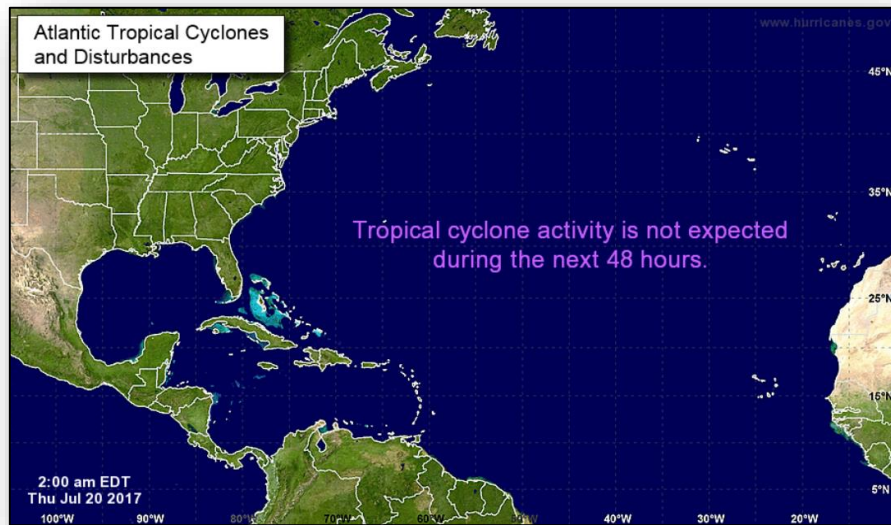 Atlantic Tropical Cyclones
and Disturbances
www.hurricanes.gov
45°N
35°N
Tropical cyclone activity is not expected
during the next 48 hours.
25°N
15°N
2:00 am EDT
Thu Jul 20 2017
5°N
100°W 90°W 80°W 70°W 60°W 50°W 40°W 30°W 20°W 10°W